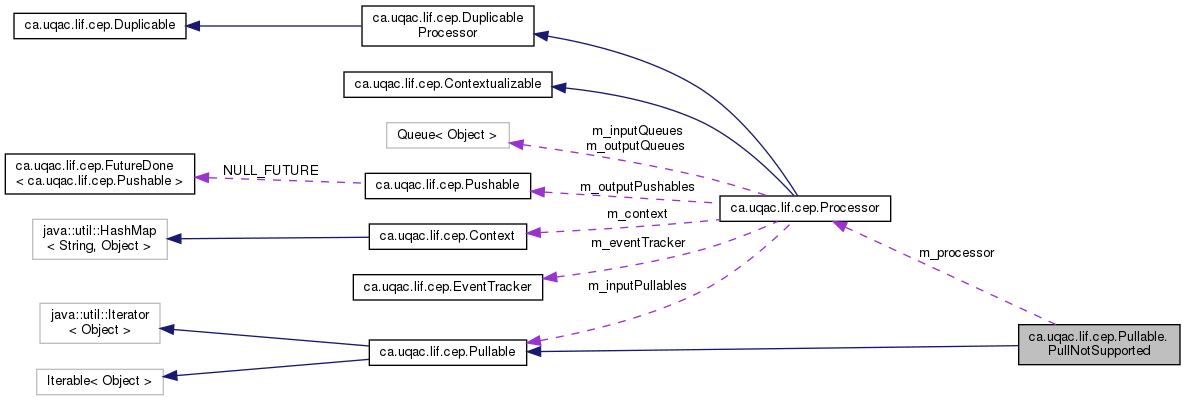 ca.uqac.lif.cep.Duplicable
ca.uqac.lif.cep.Duplicable
Processor
ca.uqac.lif.cep.Contextualizable
Queue< Object >
m_inputQueues
m_outputQueues
ca.uqac.lif.cep.FutureDone
< ca.uqac.lif.cep.Pushable >
NULL_FUTURE
ca.uqac.lif.cep.Pushable
m_outputPushables
ca.uqac.lif.cep.Processor
java::util::HashMap
< String, Object >
ca.uqac.lif.cep.Context
m_context
m_eventTracker
m_processor
ca.uqac.lif.cep.EventTracker
m_inputPullables
java::util::Iterator
< Object >
ca.uqac.lif.cep.Pullable
ca.uqac.lif.cep.Pullable.
PullNotSupported
Iterable< Object >